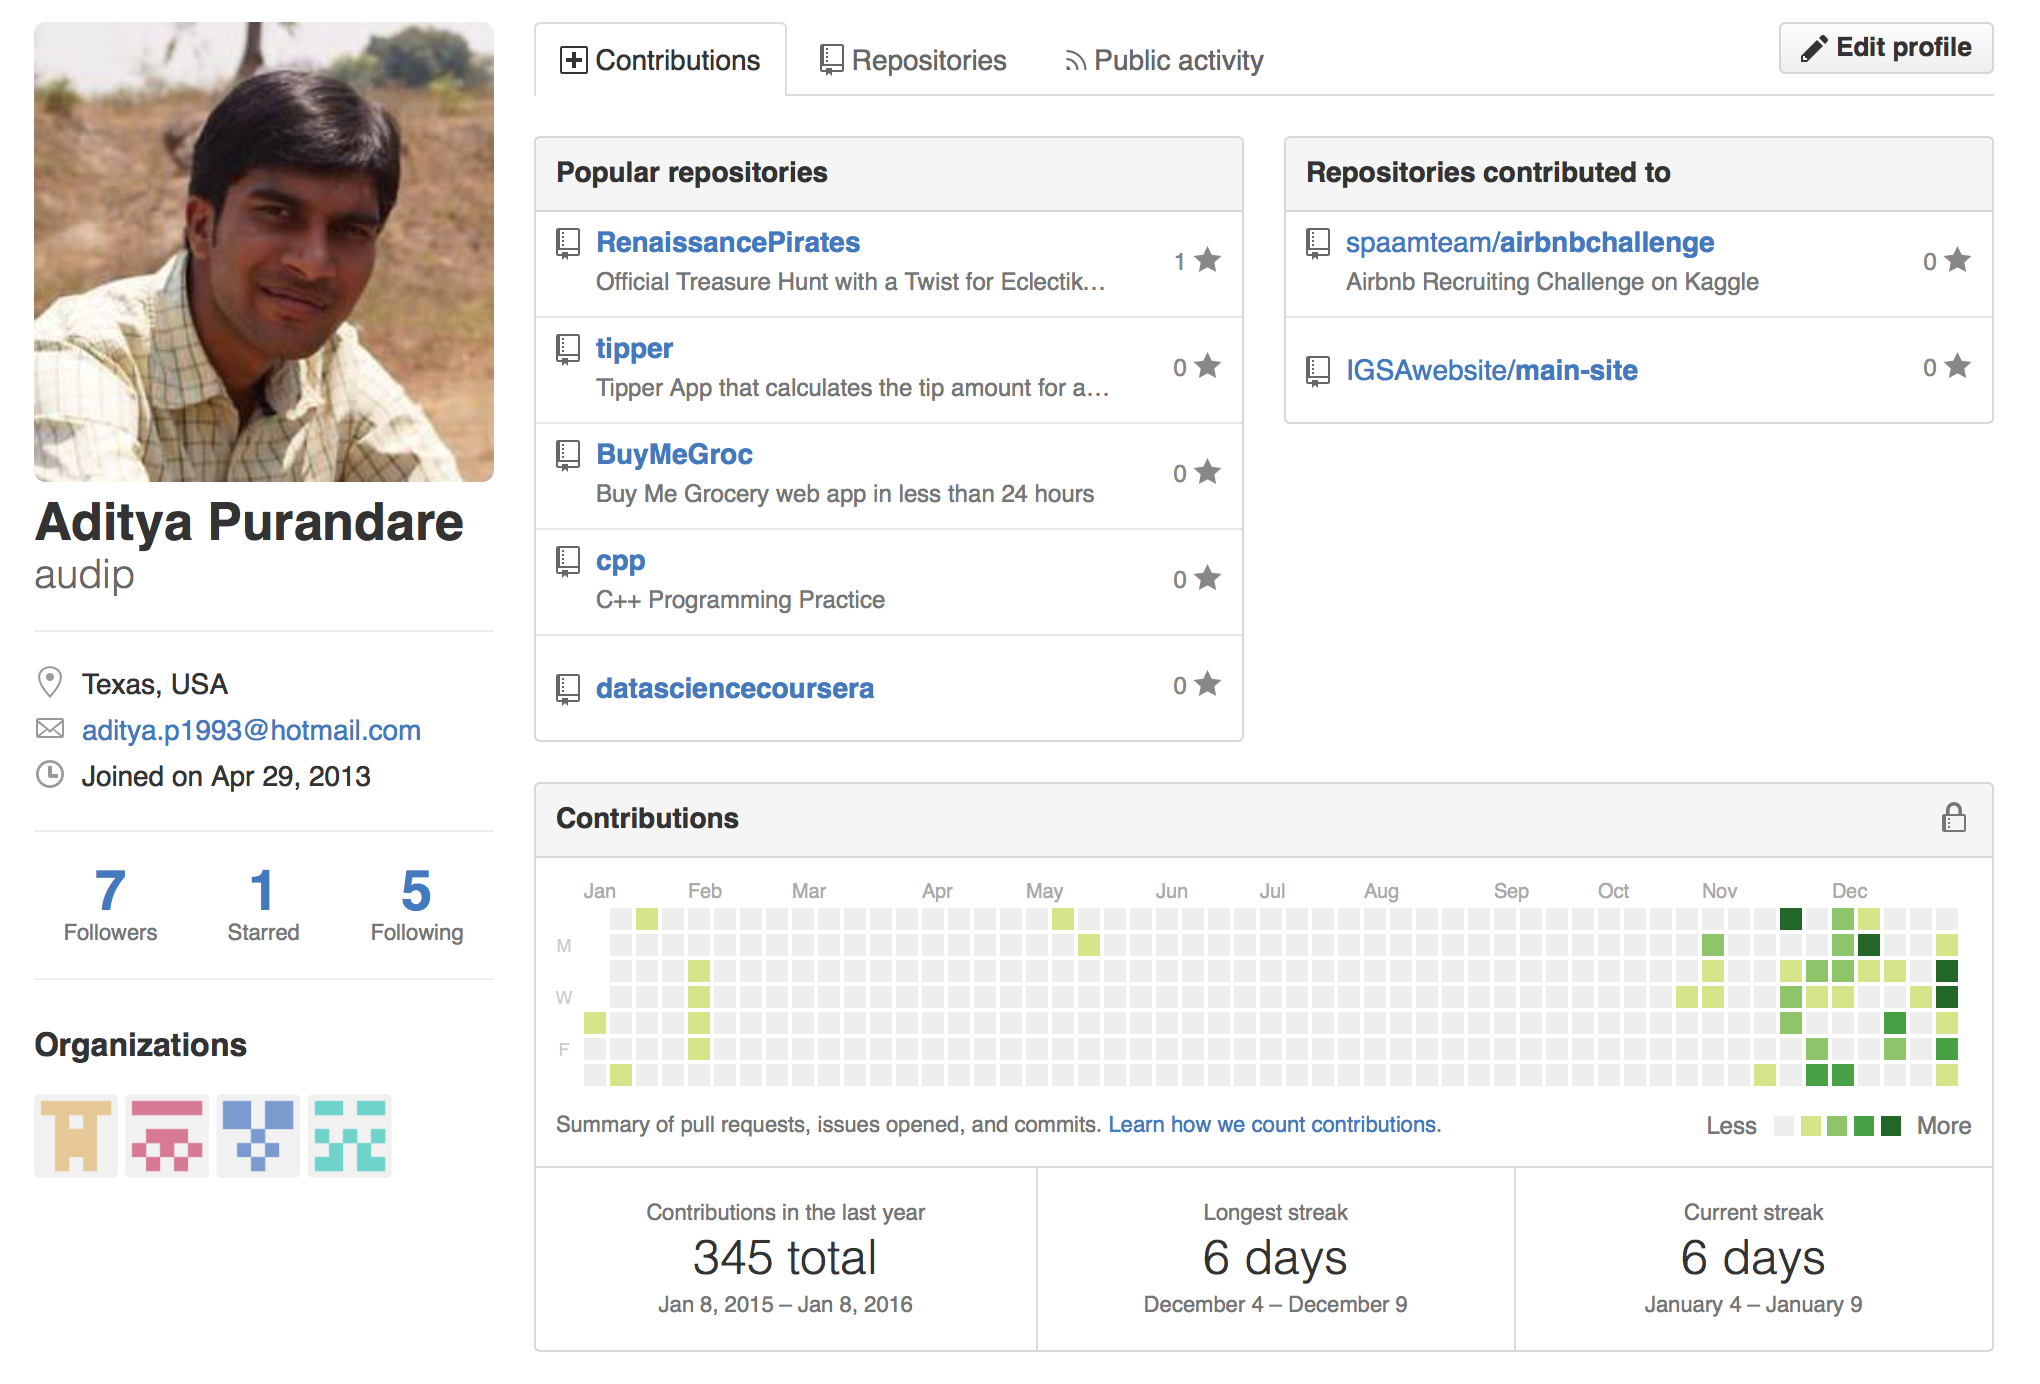 Contributions
Repositories
Public activity
Edit profile
Aditya Purandare
audip
Texas, USA
aditya.p1993@hotmail.com
Joined on Apr 29, 2013
7
Followers
1
Starred
5
Following
Organizations
Popular repositories
RenaissancePirates
Official Treasure Hunt with a Twist for Eclectik…
1
tipper
Tipper App that calculates the tip amount for a…
0
BuyMeGroc
Buy Me Grocery web app in less than 24 hours
0
cpp
C++ Programming Practice
0
datasciencecoursera
0
Repositories contributed to
spaamteam/airbnbchallenge
Airbnb Recruiting Challenge on Kaggle
0
IGSAwebsite/main-site
0
Contributions
Jan Feb Mar Apr May Jun Jul Aug Sep Oct Nov Dec
M
W
F
Summary of pull requests, issues opened, and commits. Learn how we count contributions.
Less More
Contributions in the last year
345 total
Jan 8, 2015 – Jan 8, 2016
Longest streak
6 days
December 4 – December 9
Current streak
6 days
January 4 – January 9